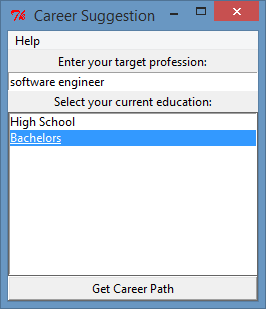 Career Suggestion
Help
Enter your target profession:
software engineer
Select your current education:
High School
Bachelors
Get Career Path